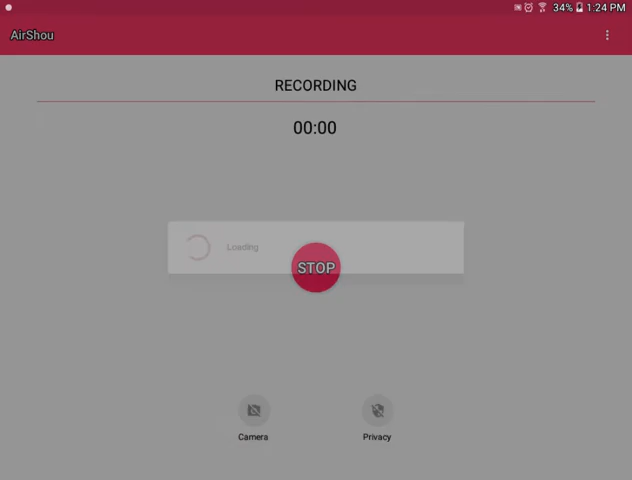 34% 1:24 PM
AirShou
RECORDING
00:00
Loading
STOP
Camera
Privacy